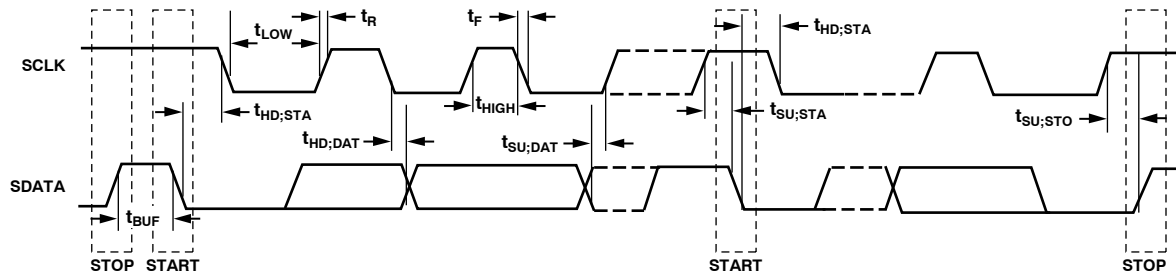 tLOW
tR
tF
tHD;STA
SCLK
tHD;STA
tHD;DAT
tHIGH
tSU;DAT
tSU;STA
tSU;STO
SDATA
tBUF
STOP START START STOP